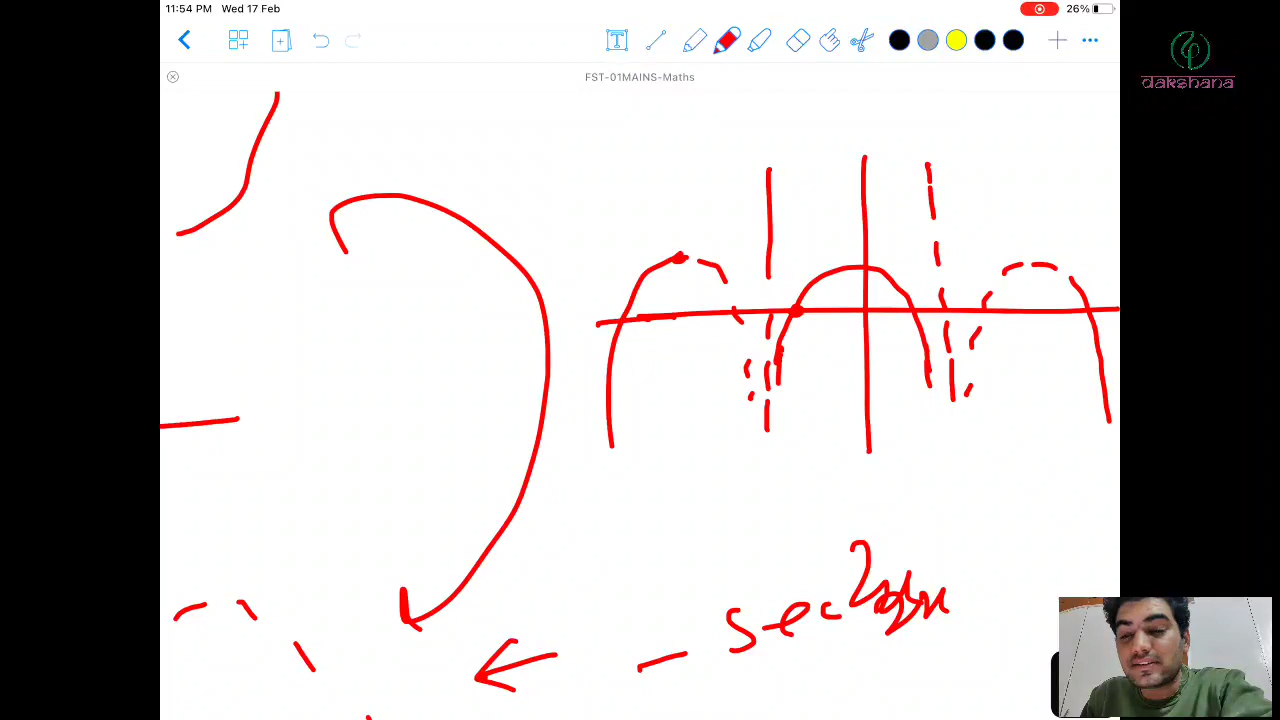 11:54 PM Wed 17 Feb
26%
dakshana
FST-01MAINS-Maths
- sec²